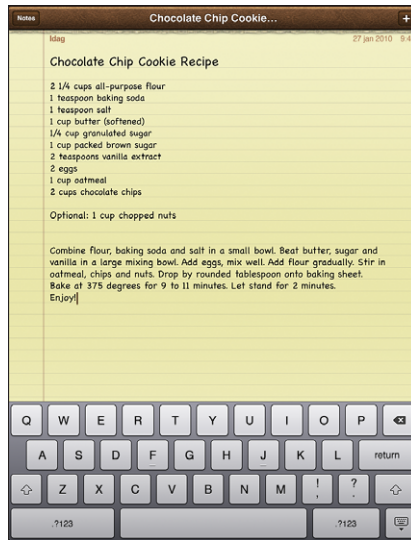 Notes
Chocolate Chip Cookie...
+
Idag
27 jan 2010 9:4
Chocolate Chip Cookie Recipe
2 1/4 cups all-purpose flour
1 teaspoon baking soda
1 teaspoon salt
1 cup butter (softened)
1/4 cup granulated sugar
1 cup packed brown sugar
2 teaspoons vanilla extract
2 eggs
1 cup oatmeal
2 cups chocolate chips
Optional: 1 cup chopped nuts
Combine flour, baking soda and salt in a small bowl. Beat butter, sugar and
vanilla in a large mixing bowl. Add eggs, mix well. Add flour gradually. Stir in
oatmeal, chips and nuts. Drop by rounded tablespoon onto baking sheet.
Bake at 375 degrees for 9 to 11 minutes. Let stand for 2 minutes.
Enjoy!
Q W E R T Y U I O P
A S D F G H J K L return
Z X C V B N M ! , ? .
.?123 .?123